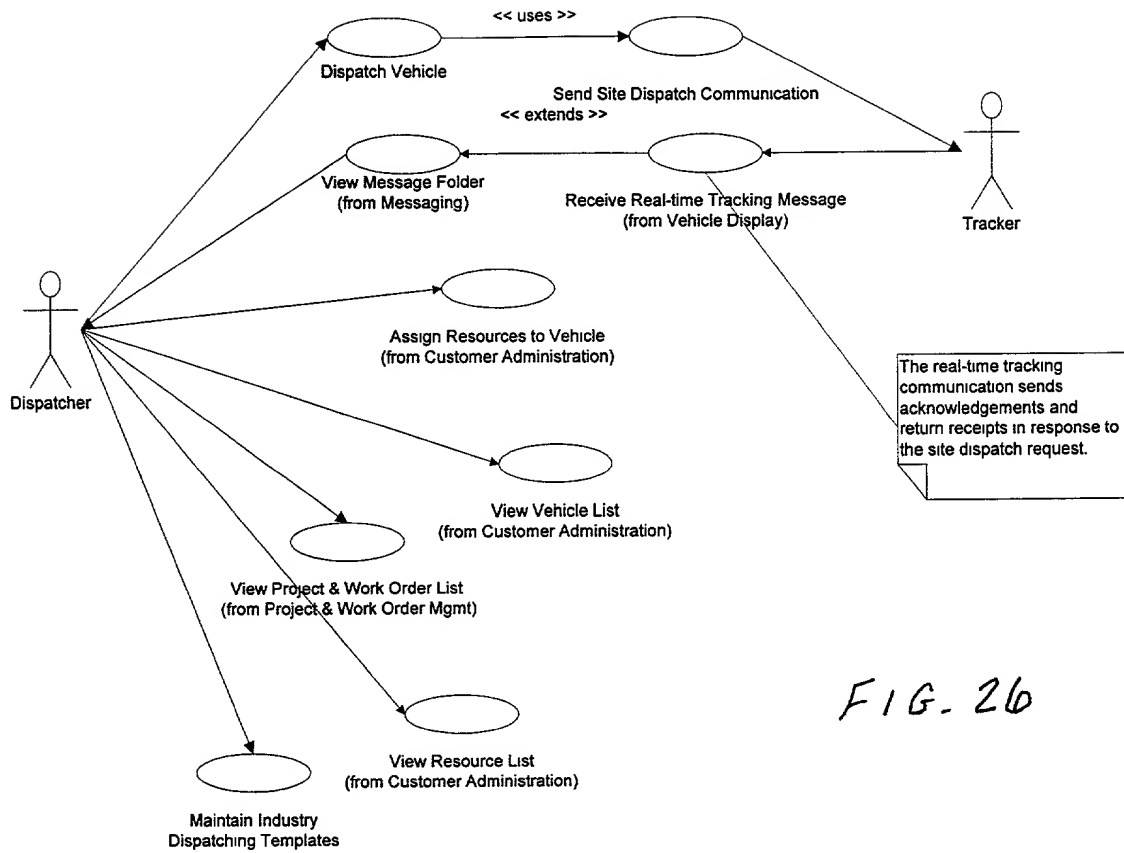 << uses >>
Dispatch Vehicle
Send Site Dispatch Communication
<< extends >>
View Message Folder
(from Messaging)
Receive Real-time Tracking Message
(from Vehicle Display)
Tracker
Assign Resources to Vehicle
(from Customer Administration)
Dispatcher
The real-time tracking
communication sends
acknowledgements and
return receipts in response to
the site dispatch request.
View Vehicle List
(from Customer Administration)
View Project & Work Order List
(from Project & Work Order Mgmt)
FIG. 26
View Resource List
(from Customer Administration)
Maintain Industry
Dispatching Templates